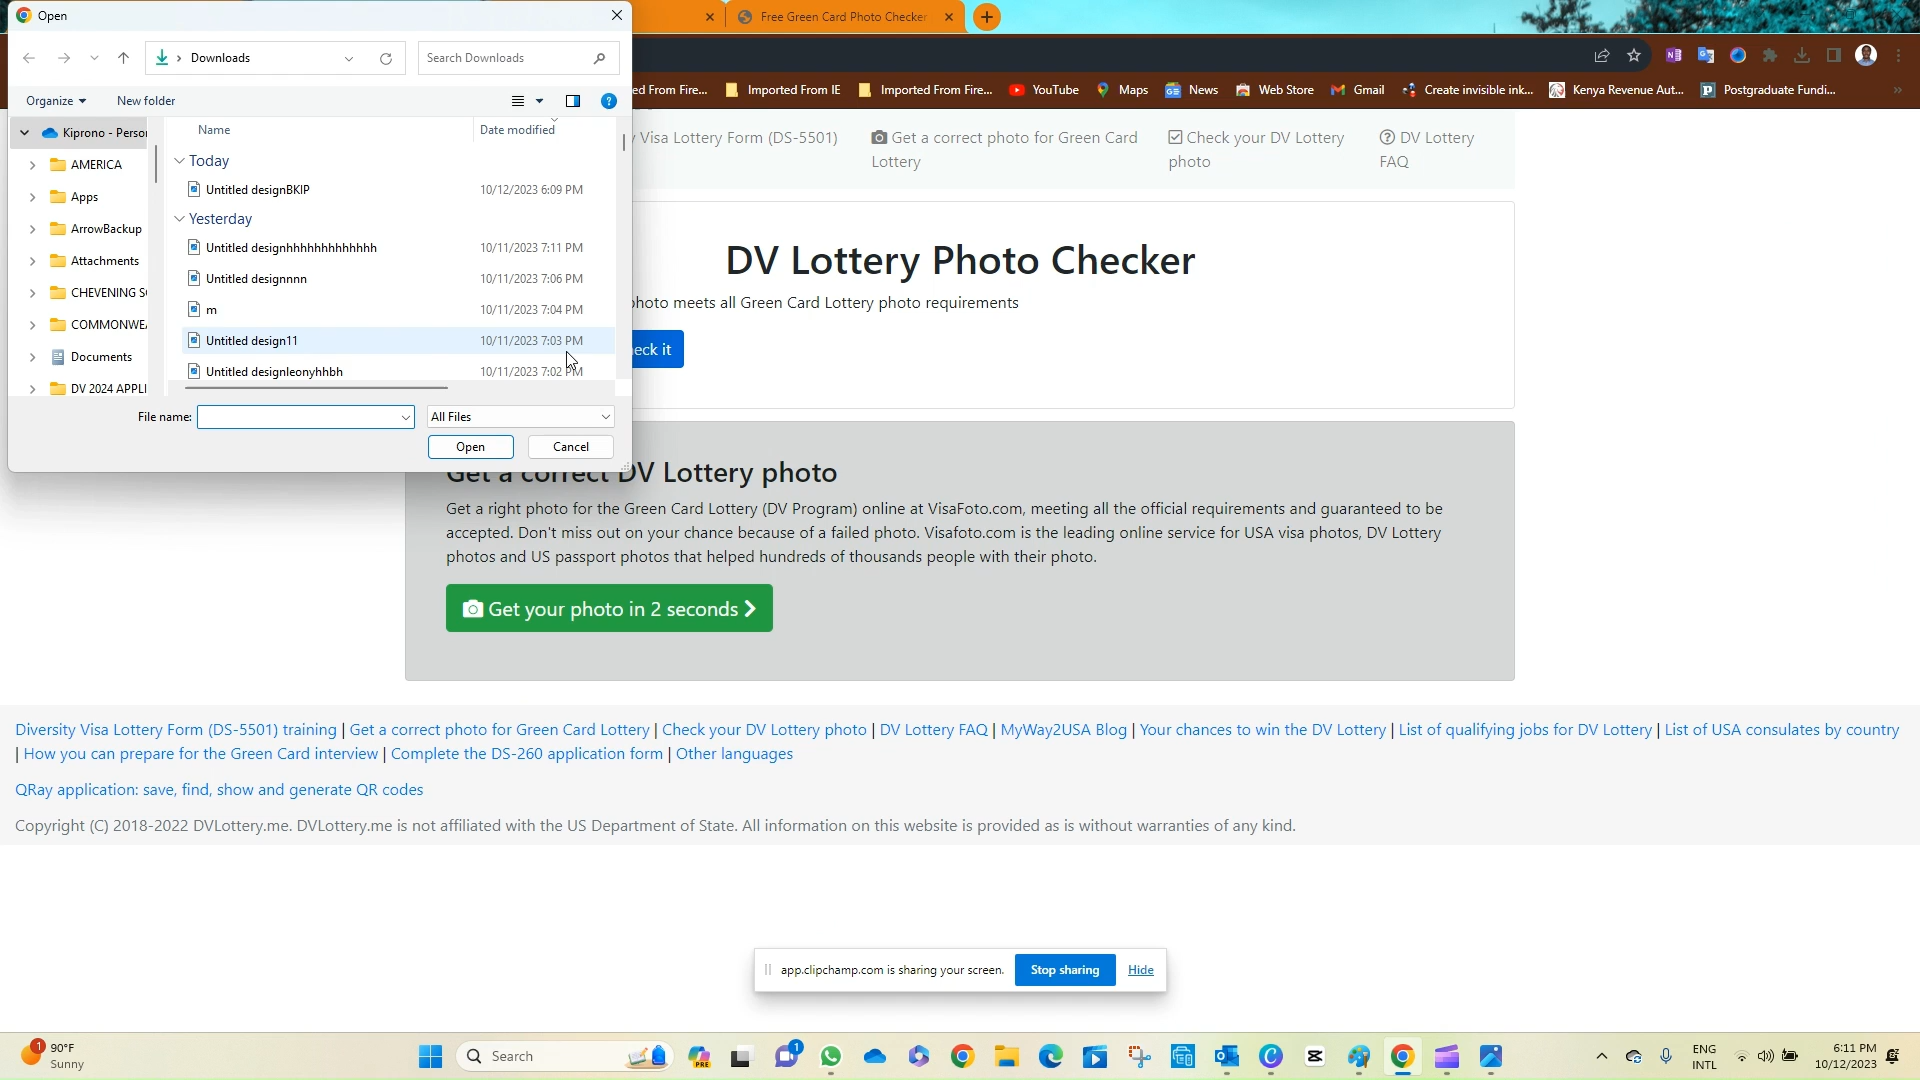 Open
Free Green Card Photo Checker
Downloads
Search Downloads
Organize
New folder
ed From Fire...
Imported From IE
Imported From Fire...
YouTube
Maps
News
Web Store
Gmail
Create invisible ink...
Kenya Revenue Aut...
Postgraduate Fundi...
Kiprono - Person
AMERICA
Apps
ArrowBackup
Attachments
CHEVENING S
COMMONWE
Documents
DV 2024 APPLI
Name
Date modified
Today
Untitled designBKIP 10/12/2023 6:09 PM
Yesterday
Untitled designhhhhhhhhhhhhh 10/11/2023 7:11 PM
Untitled designnnn 10/11/2023 7:06 PM
m 10/11/2023 7:04 PM
Untitled design11 10/11/2023 7:03 PM
Untitled designleonyhhbh 10/11/2023 7:02 PM
File name:
All Files
Open
Cancel
Visa Lottery Form (DS-5501)
Get a correct photo for Green Card
Lottery
Check your DV Lottery
photo
DV Lottery
FAQ
DV Lottery Photo Checker
hoto meets all Green Card Lottery photo requirements
eck it
Get a correct DV Lottery photo
Get a right photo for the Green Card Lottery (DV Program) online at VisaFoto.com, meeting all the official requirements and guaranteed to be
accepted. Don't miss out on your chance because of a failed photo. Visafoto.com is the leading online service for USA visa photos, DV Lottery
photos and US passport photos that helped hundreds of thousands people with their photo.
Get your photo in 2 seconds
Diversity Visa Lottery Form (DS-5501) training | Get a correct photo for Green Card Lottery | Check your DV Lottery photo | DV Lottery FAQ | MyWay2USA Blog | Your chances to win the DV Lottery | List of qualifying jobs for DV Lottery | List of USA consulates by country
| How you can prepare for the Green Card interview | Complete the DS-260 application form | Other languages
QRay application: save, find, show and generate QR codes
Copyright (C) 2018-2022 DVLottery.me. DVLottery.me is not affiliated with the US Department of State. All information on this website is provided as is without warranties of any kind.
app.clipchamp.com is sharing your screen.
Stop sharing
Hide
1
90°F
Sunny
Search
PRE
1
ENG
INTL
6:11 PM
10/12/2023